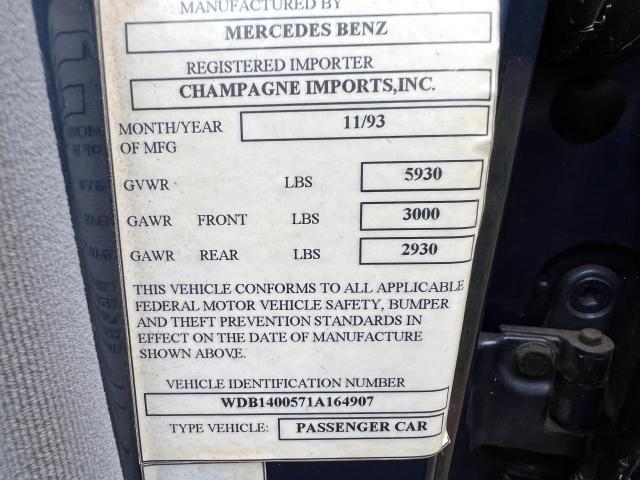 MANUFACTURED BY
MERCEDES BENZ
REGISTERED IMPORTER
CHAMPAGNE IMPORTS,INC.
MONTH/YEAR 11/93
OF MFG
GVWR LBS 5930
GAWR FRONT LBS 3000
GAWR REAR LBS 2930
THIS VEHICLE CONFORMS TO ALL APPLICABLE
FEDERAL MOTOR VEHICLE SAFETY, BUMPER
AND THEFT PREVENTION STANDARDS IN
EFFECT ON THE DATE OF MANUFACTURE
SHOWN ABOVE.
VEHICLE IDENTIFICATION NUMBER
WDB1400571A164907
TYPE VEHICLE: PASSENGER CAR